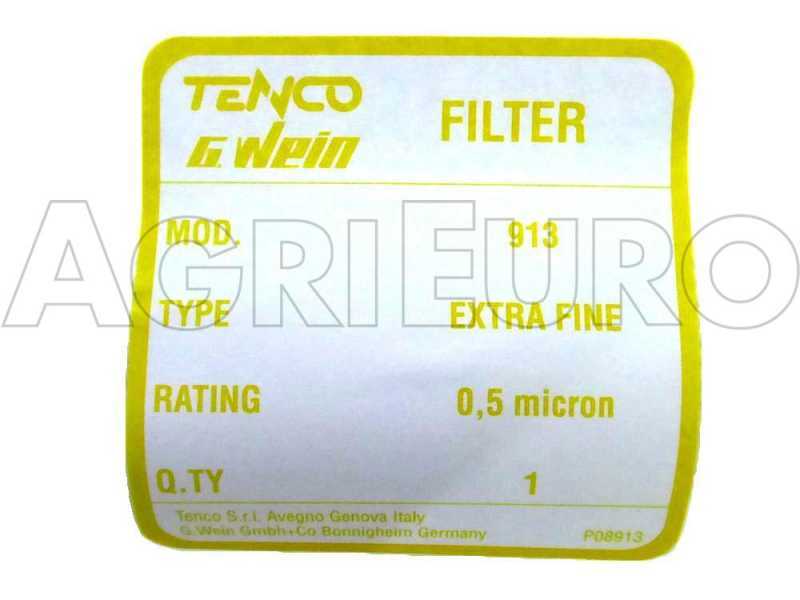 TENCO
G. Wein
FILTER
MOD. 913
AGRIEURO
TYPE EXTRA FINE
RATING 0,5 micron
Q.TY 1
Tenco S.r.l. Avegno Genova Italy
G.Wein Gmbh+Co Bonnigheim Germany P08913